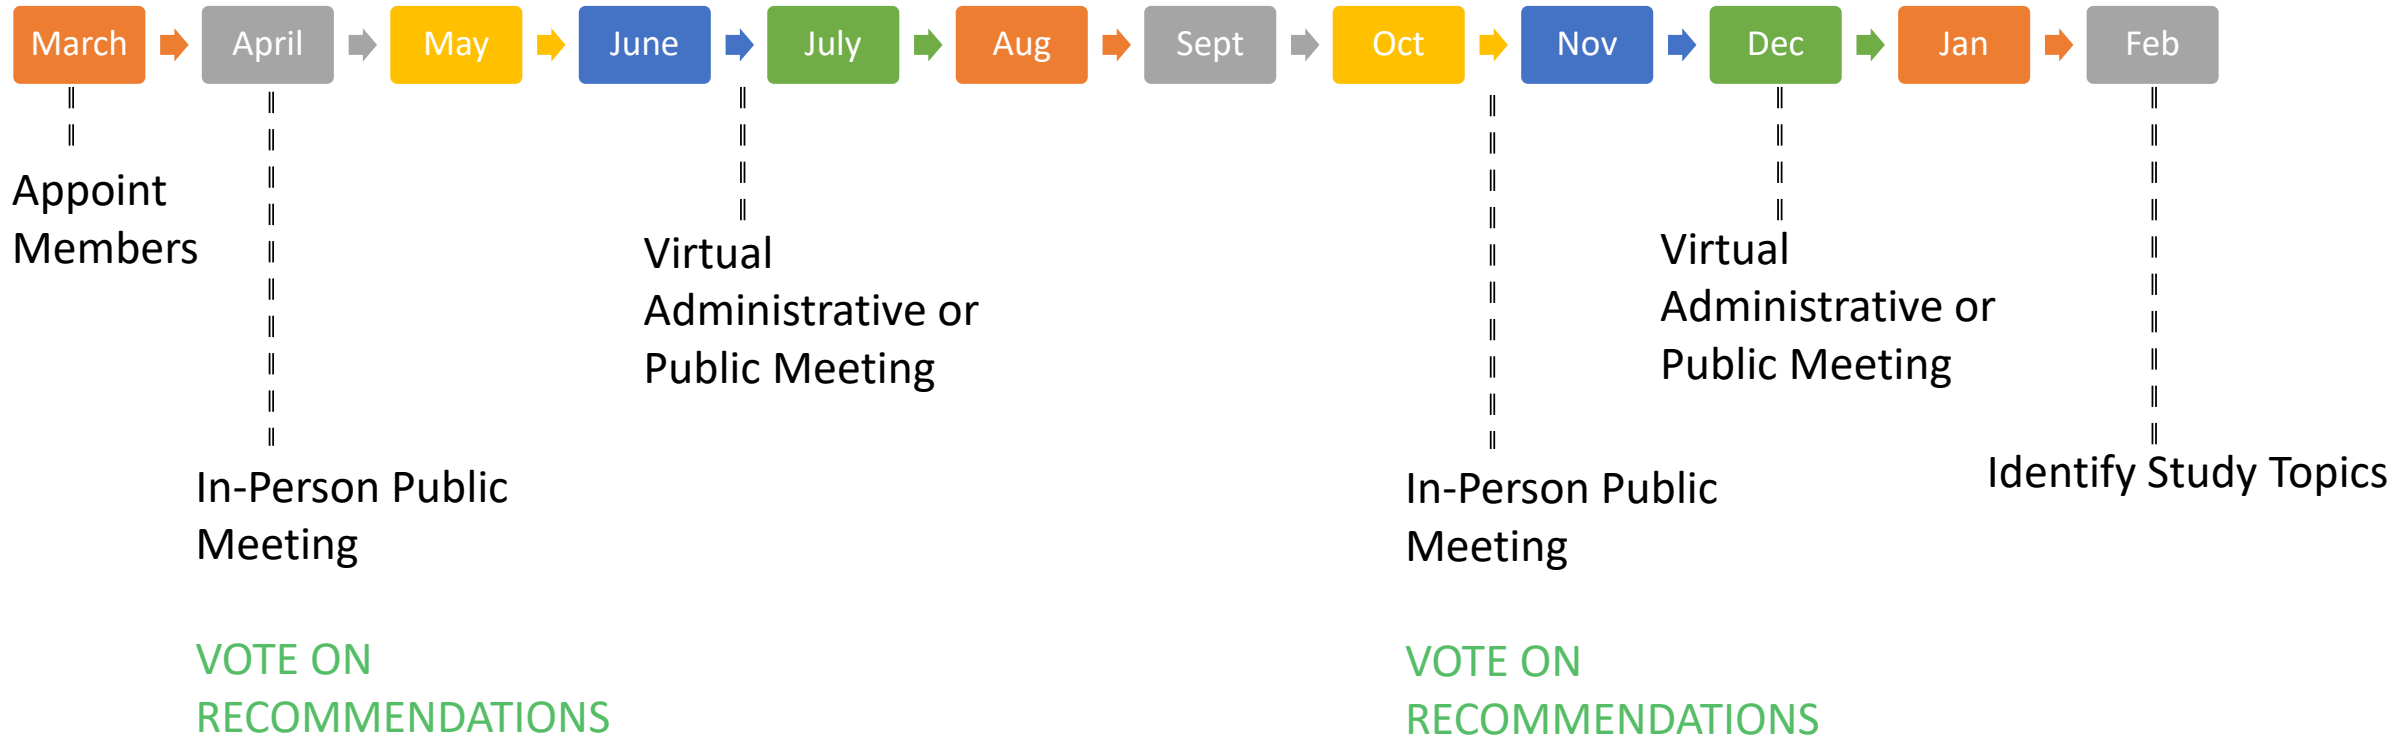 March
April
May
June
July
Aug
Sept
Oct
Nov
Dec
Jan
Feb
Appoint
Members
In-Person Public
Meeting
VOTE ON
RECOMMENDATIONS
Virtual
Administrative or
Public Meeting
In-Person Public
Meeting
VOTE ON
RECOMMENDATIONS
Virtual
Administrative or
Public Meeting
Identify Study Topics